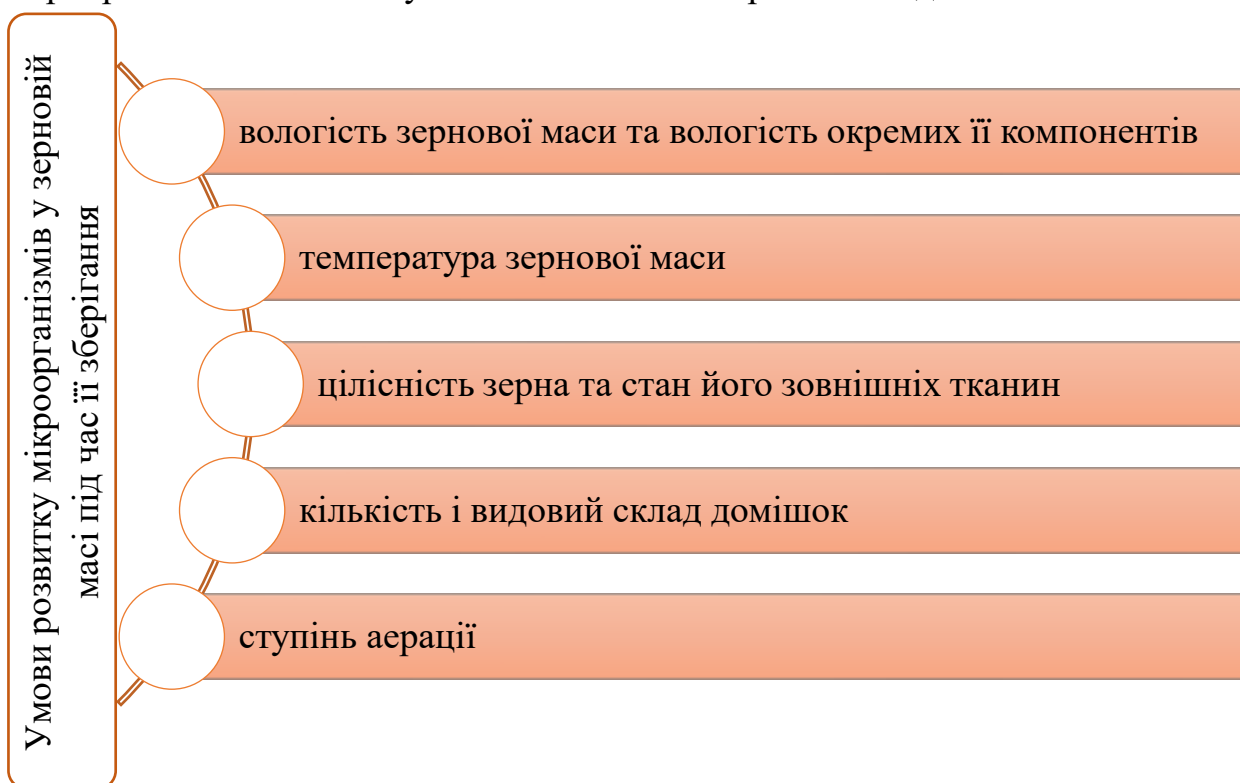 Умови розвитку мікроорганізмів у зерновій
масі під час її зберігання
вологість зернової маси та вологість окремих її компонентів
температура зернової маси
цілісність зерна та стан його зовнішніх тканин
кількість і видовий склад домішок
ступінь аерації